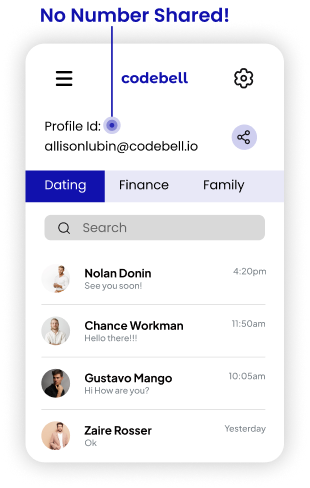 No Number Shared!
codebell
Profile Id:
allisonlubin@codebell.io
Dating Finance Family
Search
Nolan Donin 4:20pm
See you soon!
Chance Workman 11:50am
Hello there!!!
Gustavo Mango 10:05am
Hi How are you?
Zaire Rosser Yesterday
Ok